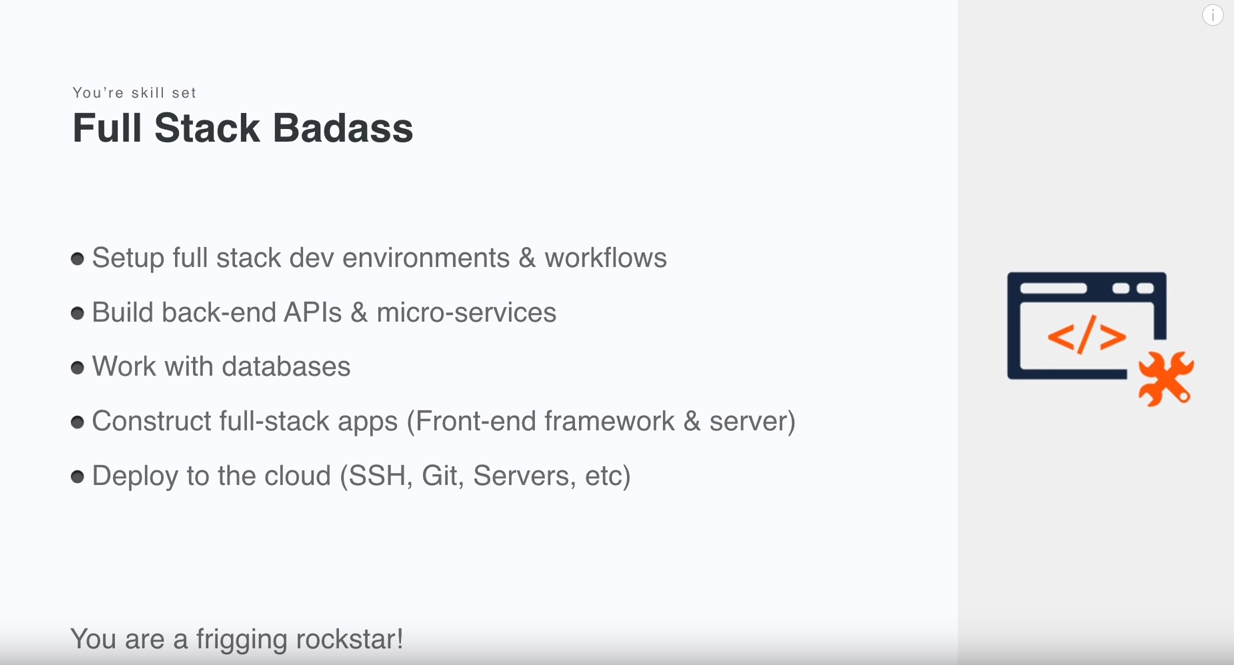 You’re skill set
Full Stack Badass
Setup full stack dev environments & workflows
Build back-end APIs & micro-services
Work with databases
Construct full-stack apps (Front-end framework & server)
Deploy to the cloud (SSH, Git, Servers, etc)
</>
You are a frigging rockstar!